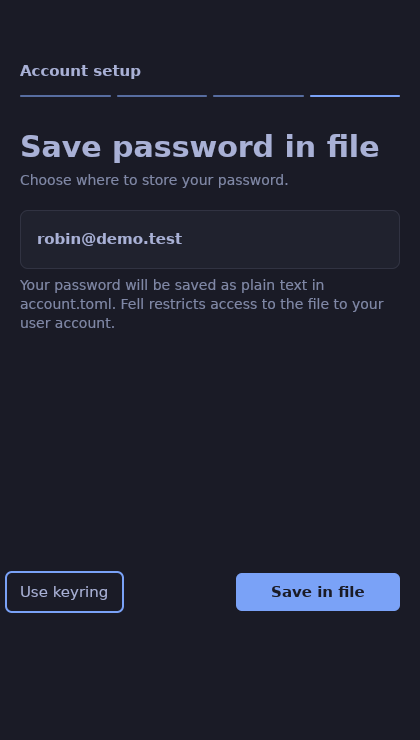 Account setup
Save password in file
Choose where to store your password.
robin@demo.test
Your password will be saved as plain text in
account.toml. Fell restricts access to the file to your
user account.
Use keyring
Save in file